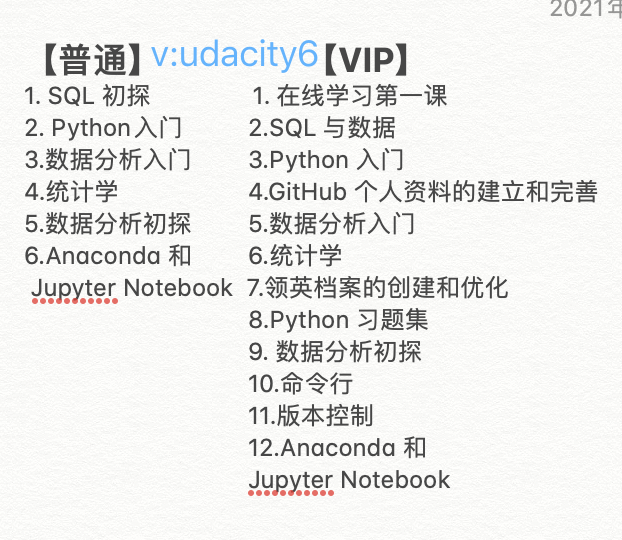 2021年
【普通】v:udacity6【VIP】
1. SQL 初探
2. Python入门
3.数据分析入门
4.统计学
5.数据分析初探
6.Anaconda 和
Jupyter Notebook
1. 在线学习第一课
2.SQL 与数据
3.Python 入门
4.GitHub 个人资料的建立和完善
5.数据分析入门
6.统计学
7.领英档案的创建和优化
8.Python 习题集
9. 数据分析初探
10.命令行
11.版本控制
12.Anaconda 和
Jupyter Notebook